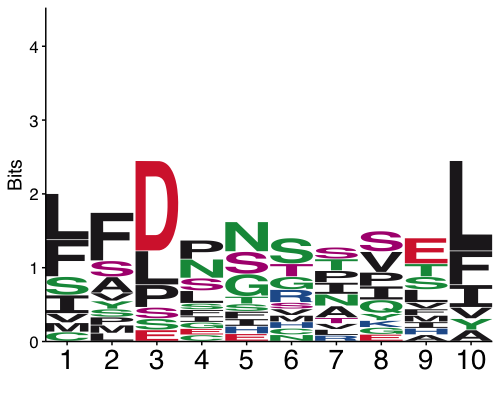 4
3
2
1
0
Bits
L F S I V M C
F S A V Y P M
D L P S S E
P N S L
N S G
S T G R
S T P I N A T V R
S V P I Q Y K G E
E T S L V
L F I V Y A
1 2 3 4 5 6 7 8 9 10